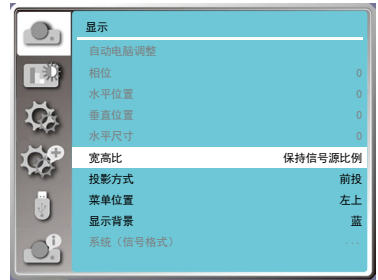 显示
自动电脑调整
相位 0
水平位置 0
垂直位置 0
水平尺寸 0
宽高比 保持信号源比例
投影方式 前投
菜单位置 左上
显示背景 蓝
系统（信号格式） ...